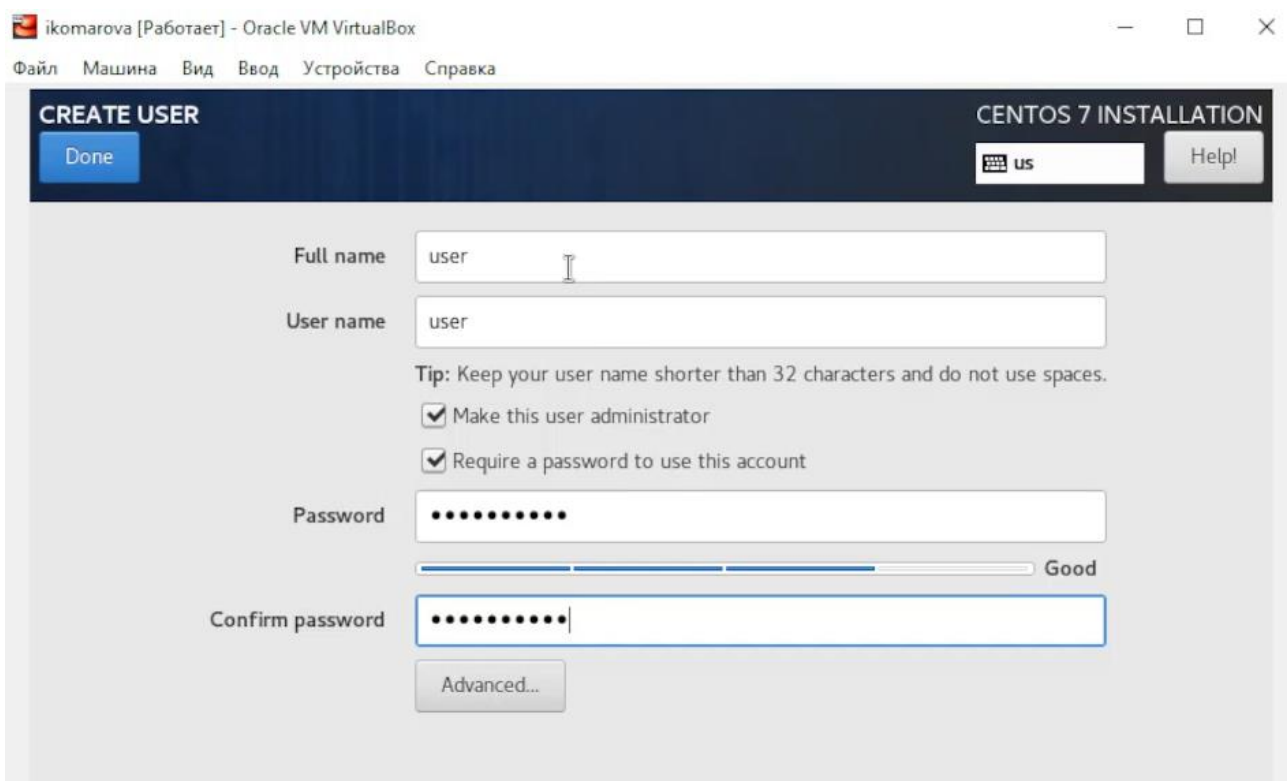 ikomarova [Работает] - Oracle VM VirtualBox
Файл Машина Вид Ввод Устройства Справка
CREATE USER
CENTOS 7 INSTALLATION
Done
us
Help!
Full name
user
User name
user
Tip: Keep your user name shorter than 32 characters and do not use spaces.
Make this user administrator
Require a password to use this account
Password
••••••••••
Good
Confirm password
••••••••••
Advanced...